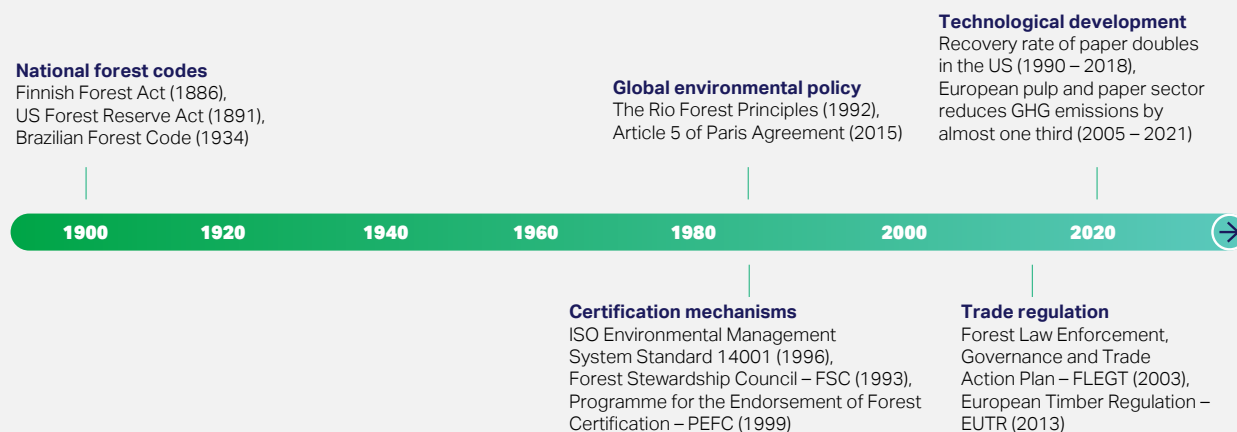 National forest codes
Finnish Forest Act (1886),
US Forest Reserve Act (1891),
Brazilian Forest Code (1934)
Global environmental policy
The Rio Forest Principles (1992),
Article 5 of Paris Agreement (2015)
Technological development
Recovery rate of paper doubles
in the US (1990 – 2018),
European pulp and paper sector
reduces GHG emissions by
almost one third (2005 – 2021)
1900 1920 1940 1960 1980 2000 2020
Certification mechanisms
ISO Environmental Management
System Standard 14001 (1996),
Forest Stewardship Council – FSC (1993),
Programme for the Endorsement of Forest
Certification – PEFC (1999)
Trade regulation
Forest Law Enforcement,
Governance and Trade
Action Plan – FLEGT (2003),
European Timber Regulation –
EUTR (2013)